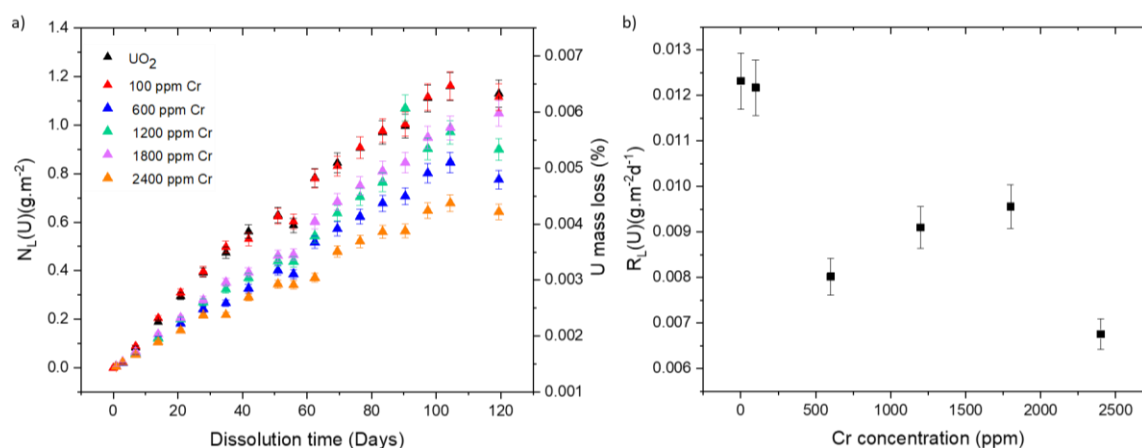 a)
1.4
1.2
1.0
0.8
0.6
0.4
0.2
0.0
N_L(U)(g.m⁻²)
UO₂
100 ppm Cr
600 ppm Cr
1200 ppm Cr
1800 ppm Cr
2400 ppm Cr
0.007
0.006
0.005
0.004
0.003
0.002
0.001
U mass loss (%)
0 20 40 60 80 100 120
Dissolution time (Days)
b)
0.013
0.012
0.011
0.010
0.009
0.008
0.007
0.006
R_L(U)(g.m⁻²d⁻¹)
0 500 1000 1500 2000 2500
Cr concentration (ppm)